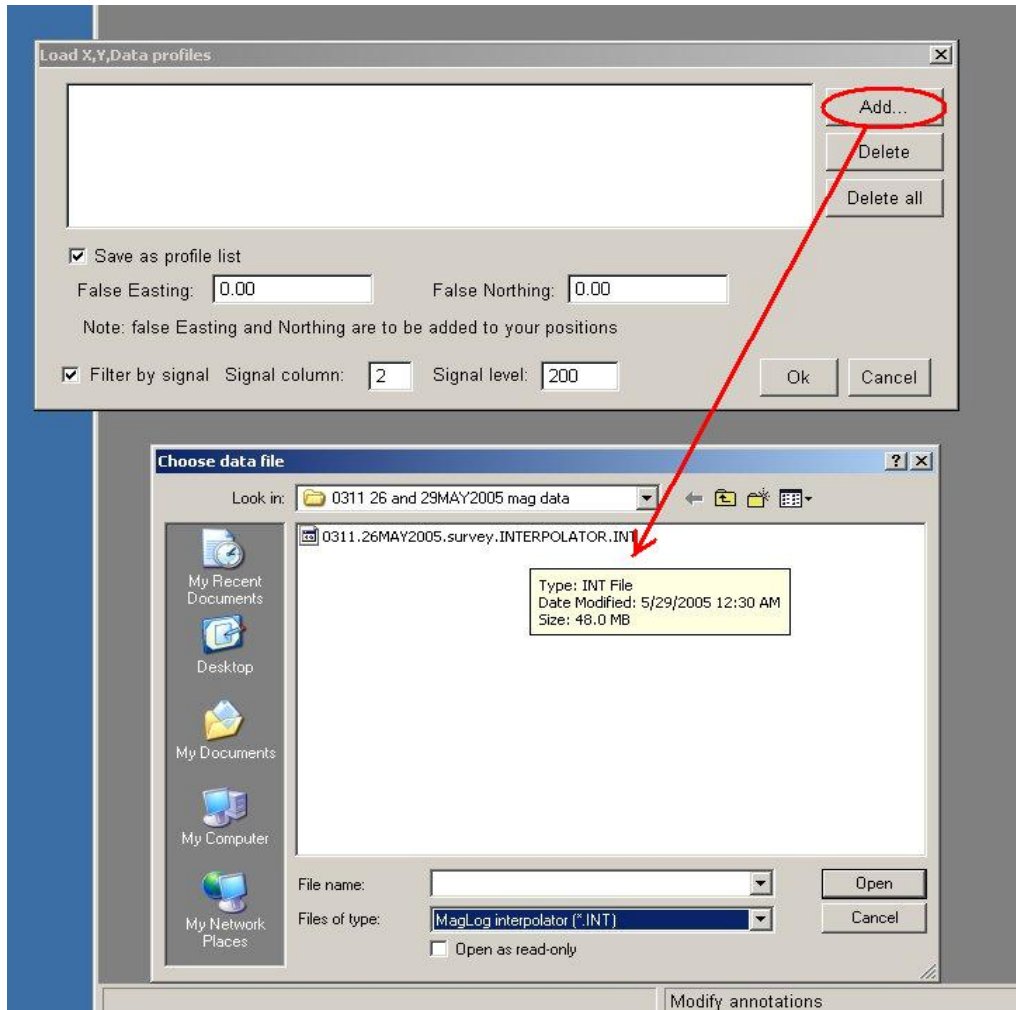 Load X,Y,Data profiles
Add...
Delete
Delete all
Save as profile list
False Easting: 0.00 False Northing: 0.00
Note: false Easting and Northing are to be added to your positions
Filter by signal Signal column: 2 Signal level: 200 Ok Cancel
Choose data file
Look in: 0311 26 and 29MAY2005 mag data
0311.26MAY2005.survey.INTERPOLATOR.INT
Type: INT File
Date Modified: 5/29/2005 12:30 AM
Size: 48.0 MB
My Recent
Documents
Desktop
My Documents
My Computer
My Network
Places
File name: Open
Files of type: MagLog interpolator (*.INT) Cancel
Open as read-only
Modify annotations